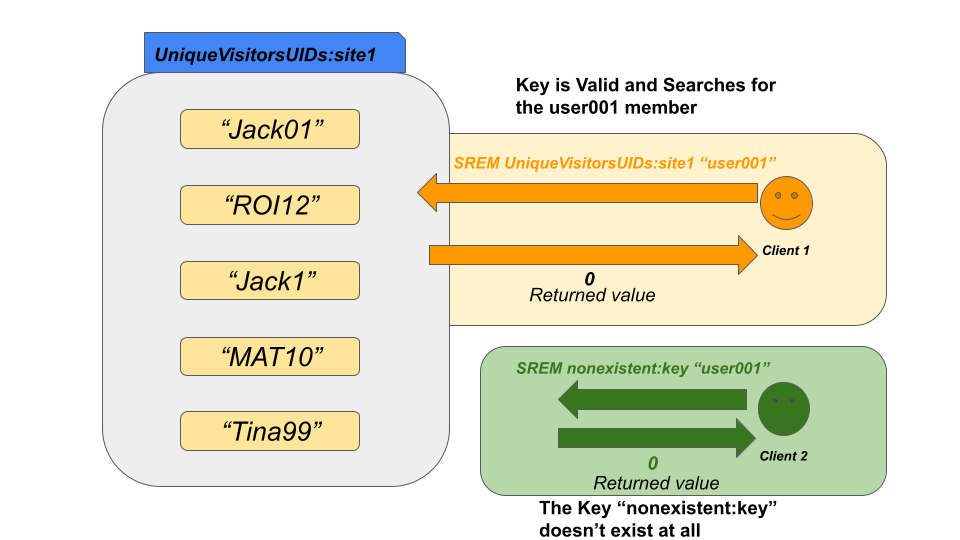 UniqueVisitorsUIDs:site1
“Jack01”
“ROI12”
“Jack1”
“MAT10”
“Tina99”
Key is Valid and Searches for
the user001 member
SREM UniqueVisitorsUIDs:site1 “user001”
Client 1
0
Returned value
SREM nonexistent:key “user001”
Client 2
0
Returned value
The Key “nonexistent:key”
doesn’t exist at all